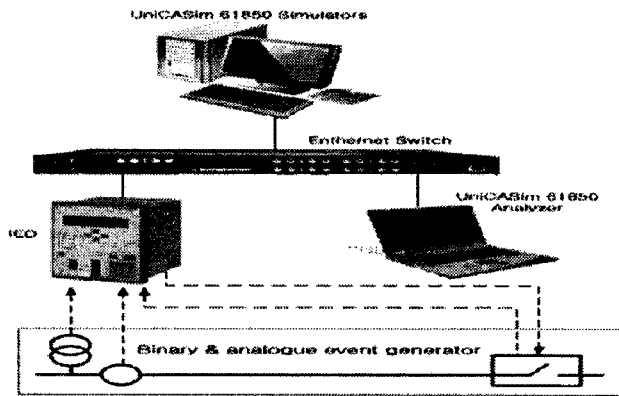 UniCASim 61850 Simulators
Enthernet Switch
UniCASim 61850
Analyzer
IED
Binary & analogue event generator